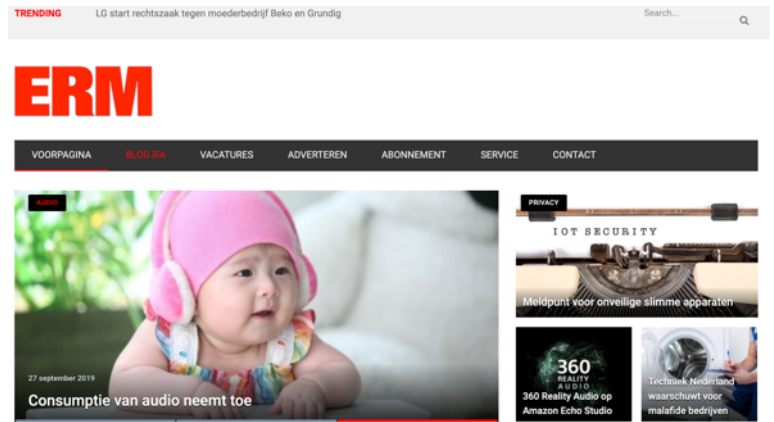 TRENDING LG start rechtszaak tegen moederbedrijf Beko en Grundig Search...
ERM
VOORPAGINA BLOG IFA VACATURES ADVERTEREN ABONNEMENT SERVICE CONTACT
AUDIO
27 september 2019
Consumptie van audio neemt toe
PRIVACY
IOT SECURITY
Meldpunt voor onveilige slimme apparaten
360
REALITY
AUDIO
360 Reality Audio op
Amazon Echo Studio
Techniek Nederland
waarschuwt voor
malafide bedrijven